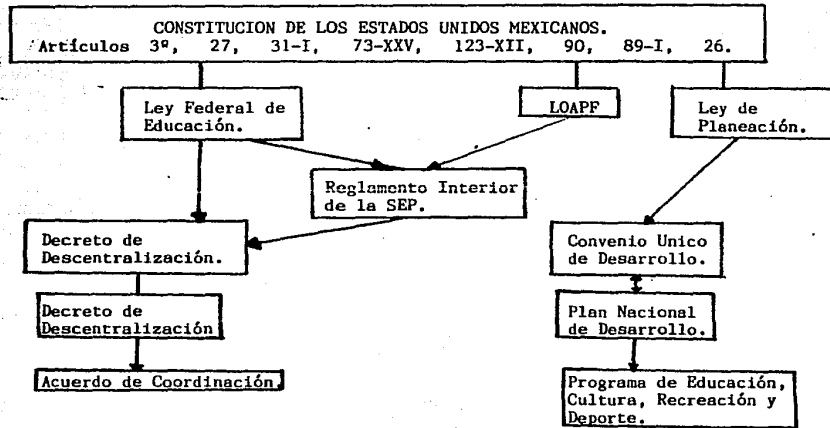 CONSTITUCION DE LOS ESTADOS UNIDOS MEXICANOS.
Artículos 3º, 27, 31-I, 73-XXV, 123-XII, 90, 89-I, 26.
Ley Federal de
Educación.
LOAPF
Ley de
Planeación.
Reglamento Interior
de la SEP.
Decreto de
Descentralización.
Convenio Unico
de Desarrollo.
Decreto de
Descentralización
Plan Nacional
de Desarrollo.
Acuerdo de Coordinación.
Programa de Educación,
Cultura, Recreación y
Deporte.